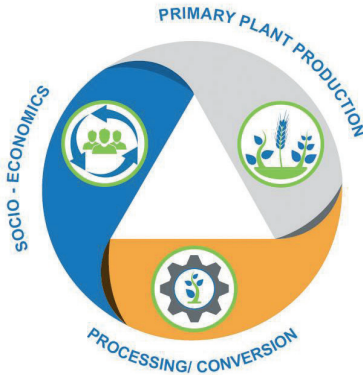 PRIMARY PLANT PRODUCTION
SOCIO - ECONOMICS
PROCESSING/ CONVERSION